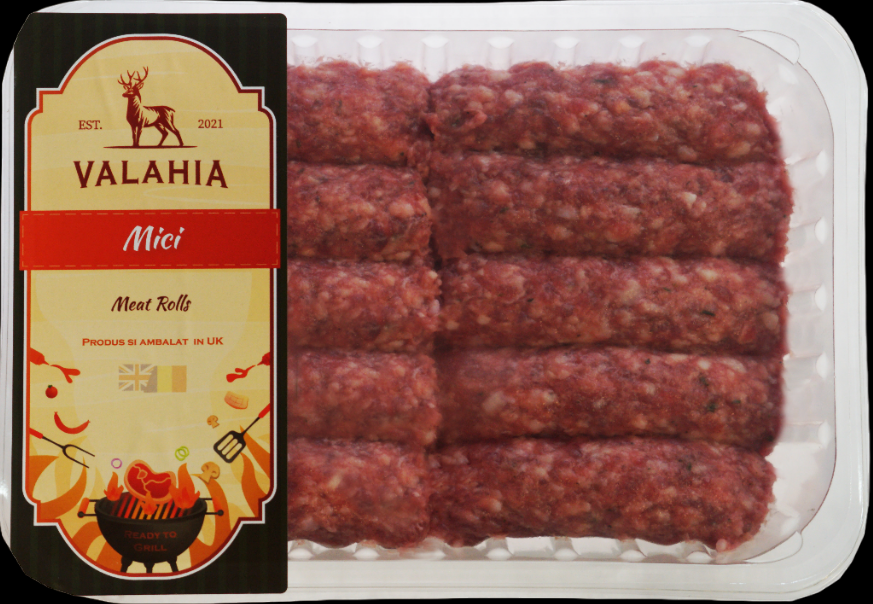 EST. 2021
VALAHIA
Mici
Meat Rolls
PRODUS SI AMBALAT IN UK
READY TO
GRILL